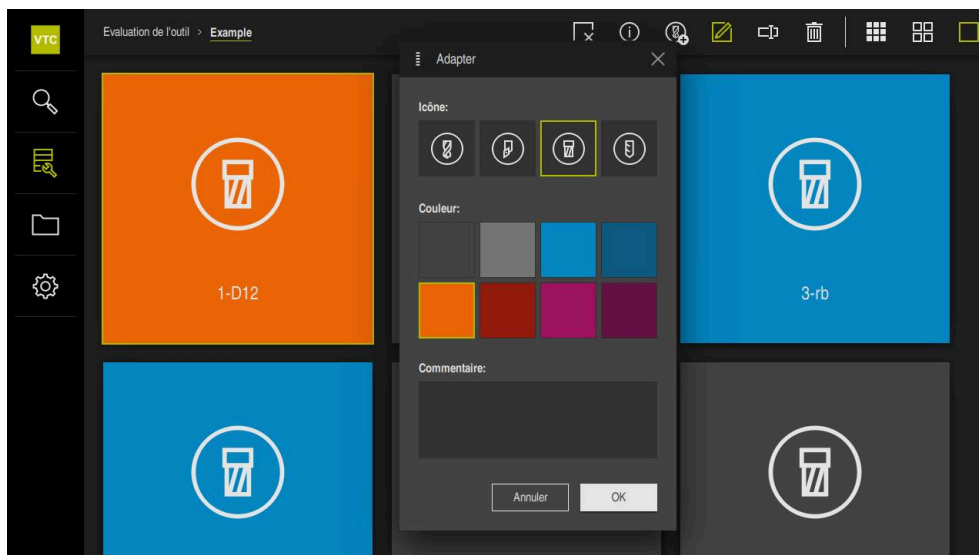 VTC
Evaluation de l'outil > Example
Adapter
Icône:
Couleur:
1-D12
3-rb
Commentaire:
Annuler
OK